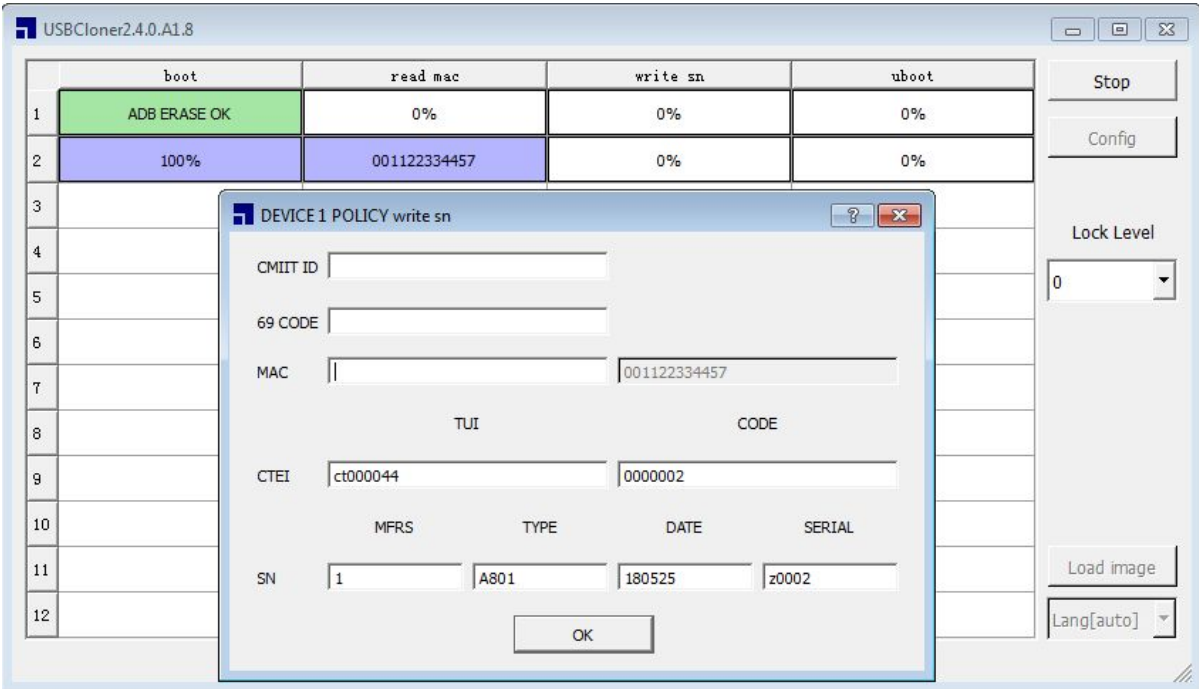 USBCloner2.4.0.A1.8
boot read mac write sn uboot Stop
1 ADB ERASE OK 0% 0% 0%
Config
2 100% 001122334457 0% 0%
3
DEVICE 1 POLICY write sn
Lock Level
4
CMIIT ID
0
5
69 CODE
6
MAC 001122334457
7
TUI CODE
8
CTEI ct000044 0000002
9
MFRS TYPE DATE SERIAL
10
SN 1 A801 180525 z0002
11
Load image
12
OK
Lang[auto]